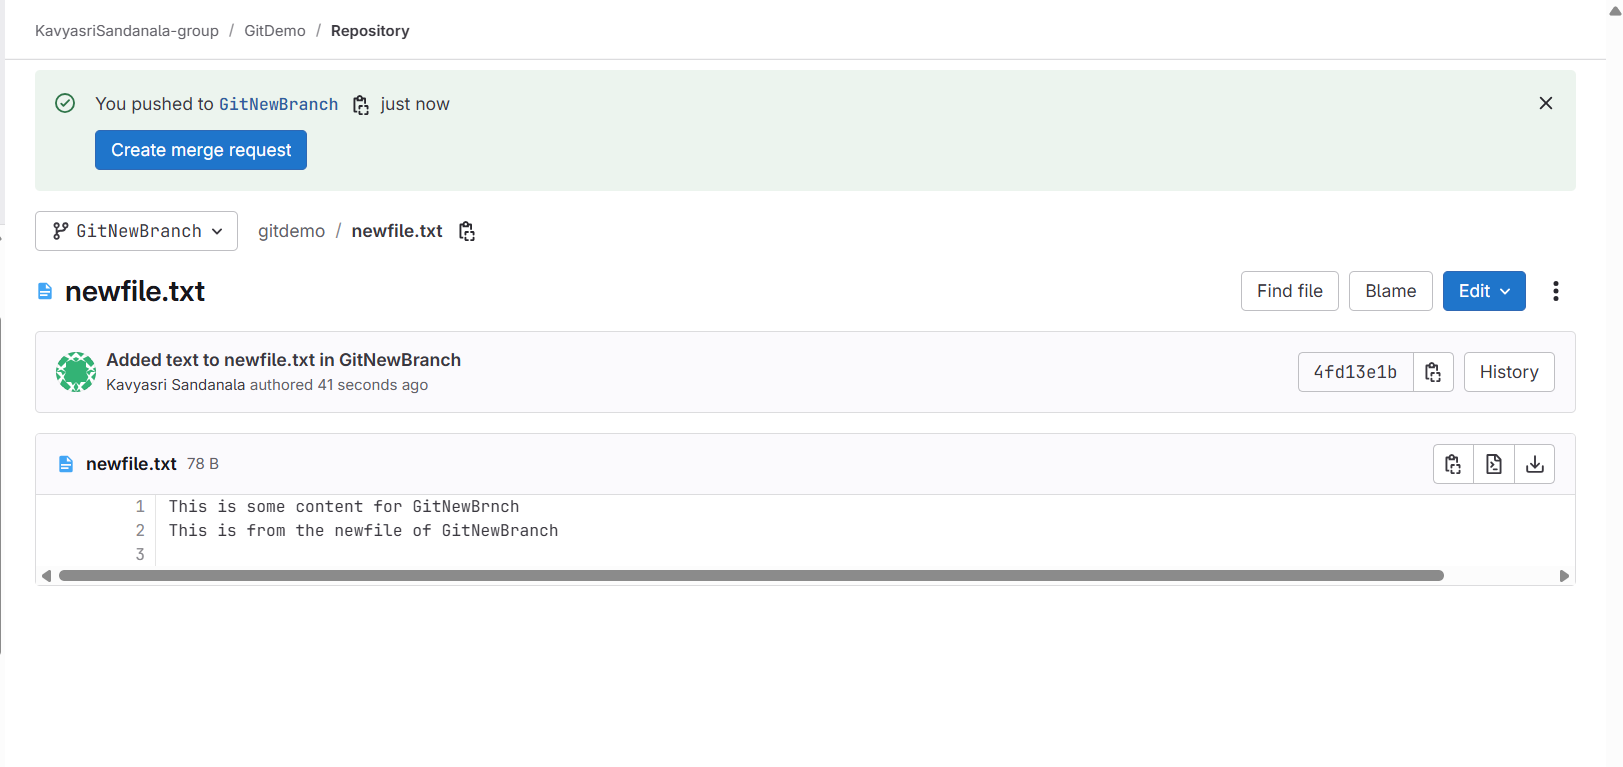 KavyasriSandanala-group / GitDemo / Repository
You pushed to GitNewBranch just now
Create merge request
GitNewBranch gitdemo / newfile.txt
newfile.txt Find file Blame Edit
Added text to newfile.txt in GitNewBranch
Kavyasri Sandanala authored 41 seconds ago
4fd13e1b History
newfile.txt 78 B
1 This is some content for GitNewBrnch
2 This is from the newfile of GitNewBranch
3